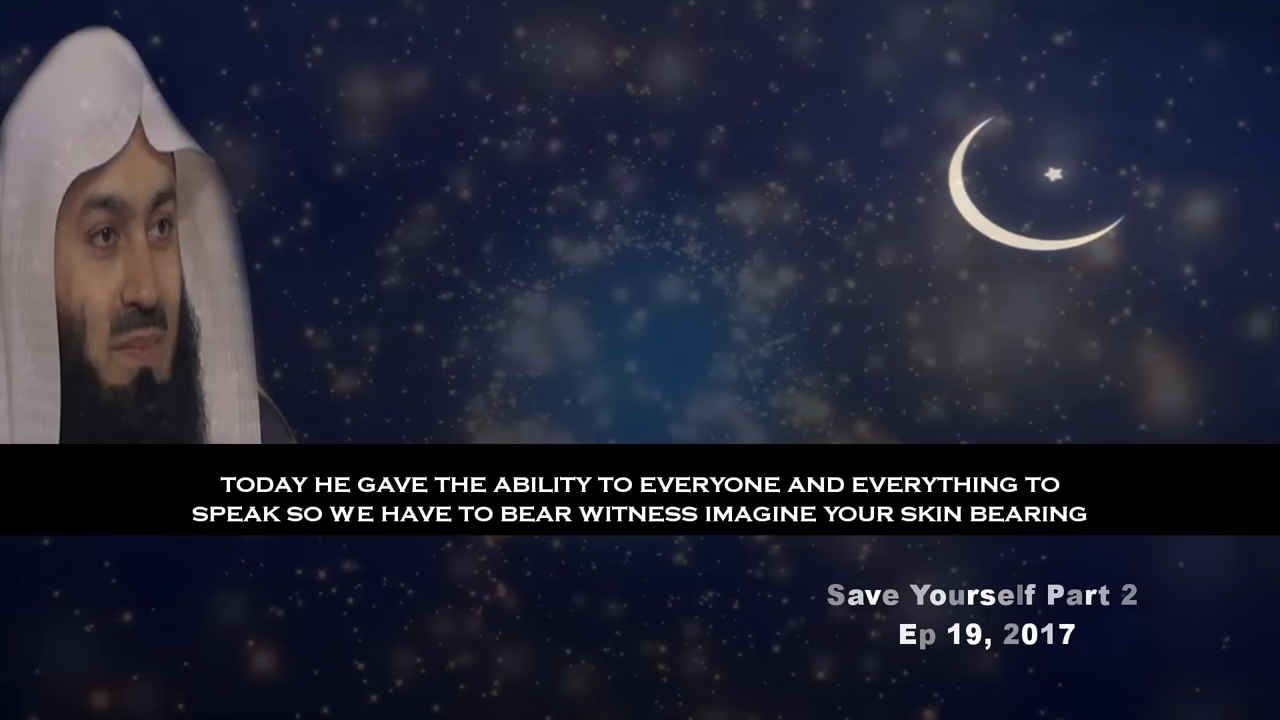 TODAY HE GAVE THE ABILITY TO EVERYONE AND EVERYTHING TO
SPEAK SO WE HAVE TO BEAR WITNESS IMAGINE YOUR SKIN BEARING
Save Yourself Part 2
Ep 19, 2017